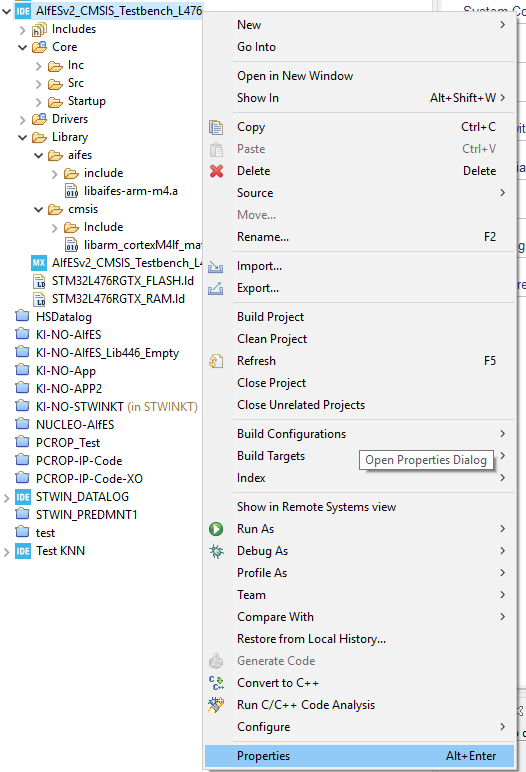 IDE AIfESv2_CMSIS_Testbench_L476
Includes
Core
Inc
Src
Startup
Drivers
Library
aifes
include
libaifes-arm-m4.a
cmsis
Include
libarm_cortexM4lf_mat
MX AIfESv2_CMSIS_Testbench_L4
STM32L476RGTX_FLASH.ld
STM32L476RGTX_RAM.ld
HSDatalog
KI-NO-AIfES
KI-NO-AIfES_Lib446_Empty
KI-NO-App
KI-NO-APP2
KI-NO-STWINKT (in STWINKT)
NUCLEO-AIfES
PCROP_Test
PCROP-IP-Code
PCROP-IP-Code-XO
IDE STWIN_DATALOG
STWIN_PREDMNT1
test
IDE Test KNN
New
Go Into
Open in New Window
Show In Alt+Shift+W
Copy Ctrl+C
Paste Ctrl+V
Delete Delete
Source
Move...
Rename... F2
Import...
Export...
Build Project
Clean Project
Refresh F5
Close Project
Close Unrelated Projects
Build Configurations
Build Targets
Open Properties Dialog
Index
Show in Remote Systems view
Run As
Debug As
Profile As
Team
Compare With
Restore from Local History...
Generate Code
Convert to C++
Run C/C++ Code Analysis
Configure
Properties Alt+Enter